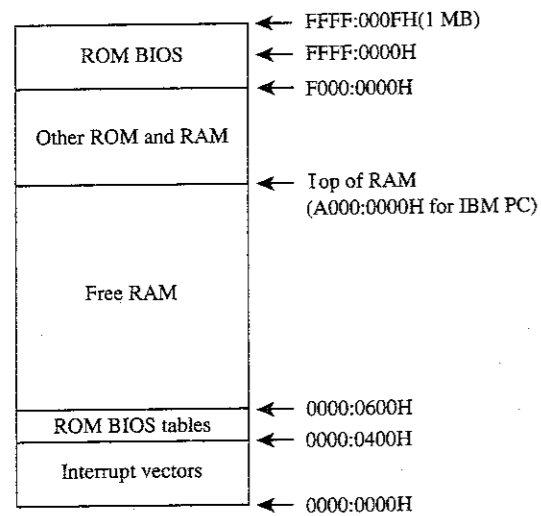 FFFF:000FH(1 MB)
ROM BIOS
FFFF:0000H
F000:0000H
Other ROM and RAM
Top of RAM
(A000:0000H for IBM PC)
Free RAM
0000:0600H
ROM BIOS tables
0000:0400H
Interrupt vectors
0000:0000H